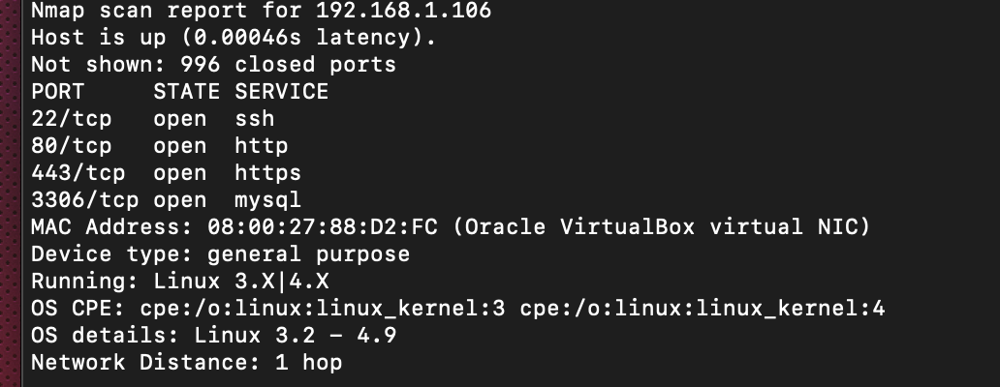 Nmap scan report for 192.168.1.106
Host is up (0.00046s latency).
Not shown: 996 closed ports
PORT     STATE SERVICE
22/tcp   open  ssh
80/tcp   open  http
443/tcp  open  https
3306/tcp open  mysql
MAC Address: 08:00:27:88:D2:FC (Oracle VirtualBox virtual NIC)
Device type: general purpose
Running: Linux 3.X|4.X
OS CPE: cpe:/o:linux:linux_kernel:3 cpe:/o:linux:linux_kernel:4
OS details: Linux 3.2 - 4.9
Network Distance: 1 hop